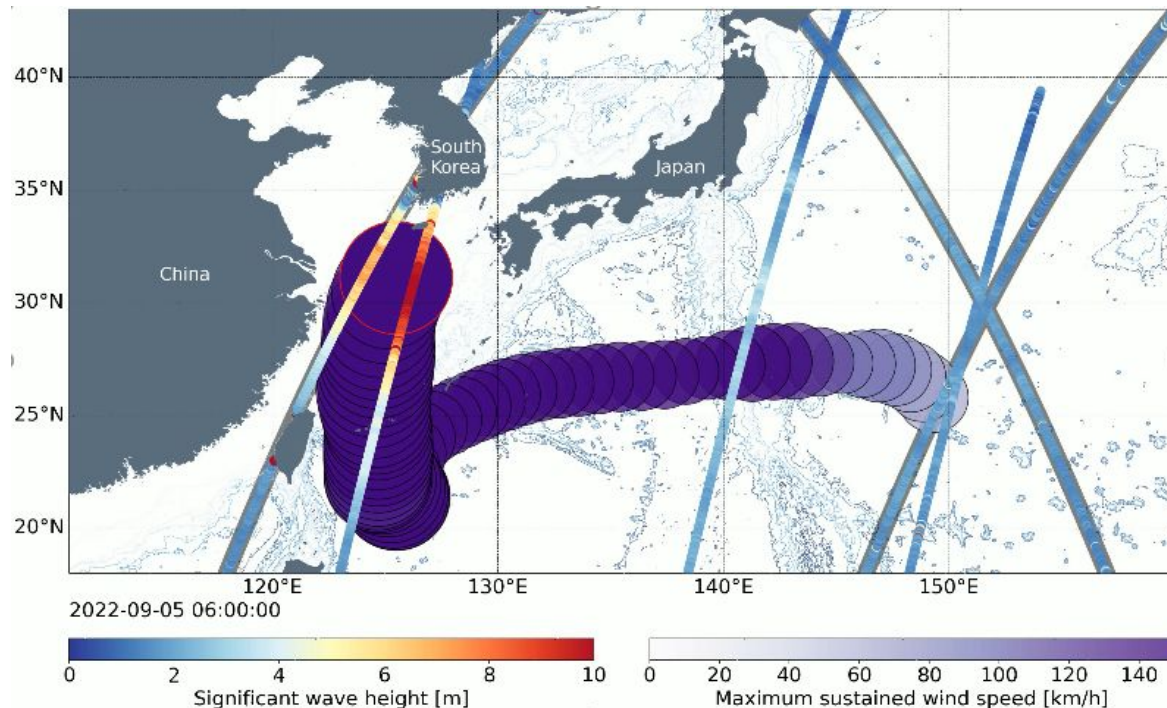 40°N
35°N
30°N
25°N
20°N
South
Korea
Japan
China
120°E
130°E
140°E
150°E
2022-09-05 06:00:00
0
2
4
6
8
10
Significant wave height [m]
0
20
40
60
80
100
120
140
Maximum sustained wind speed [km/h]